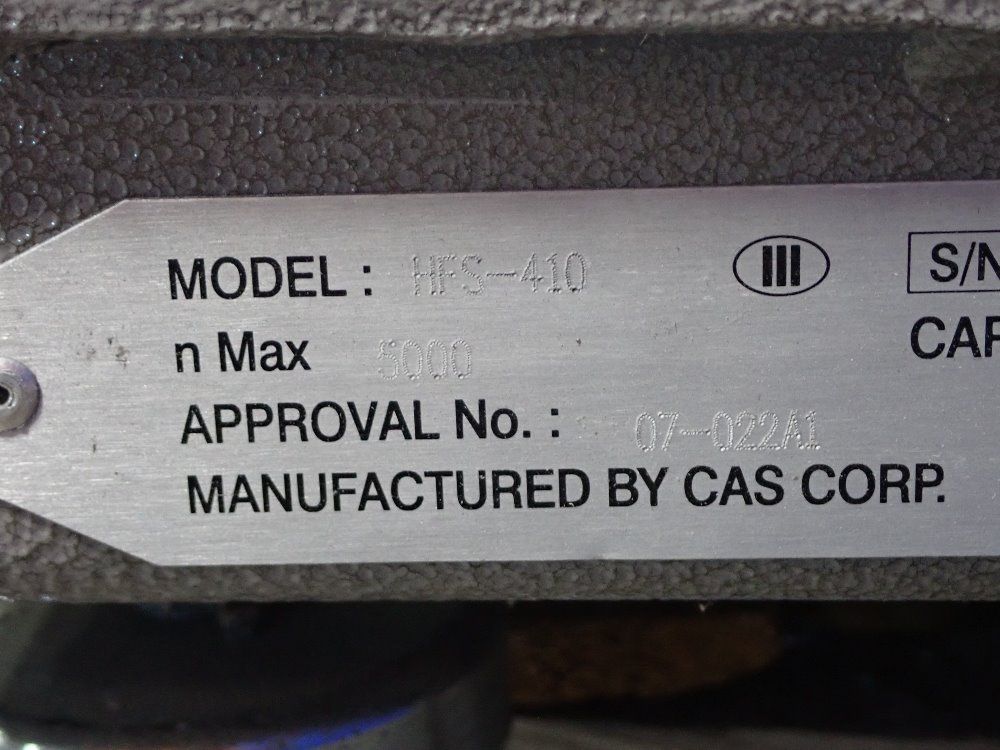 MODEL : HFS-410 III S/N
n Max 5000 CAP
APPROVAL No. : 07-022A1
MANUFACTURED BY CAS CORP.